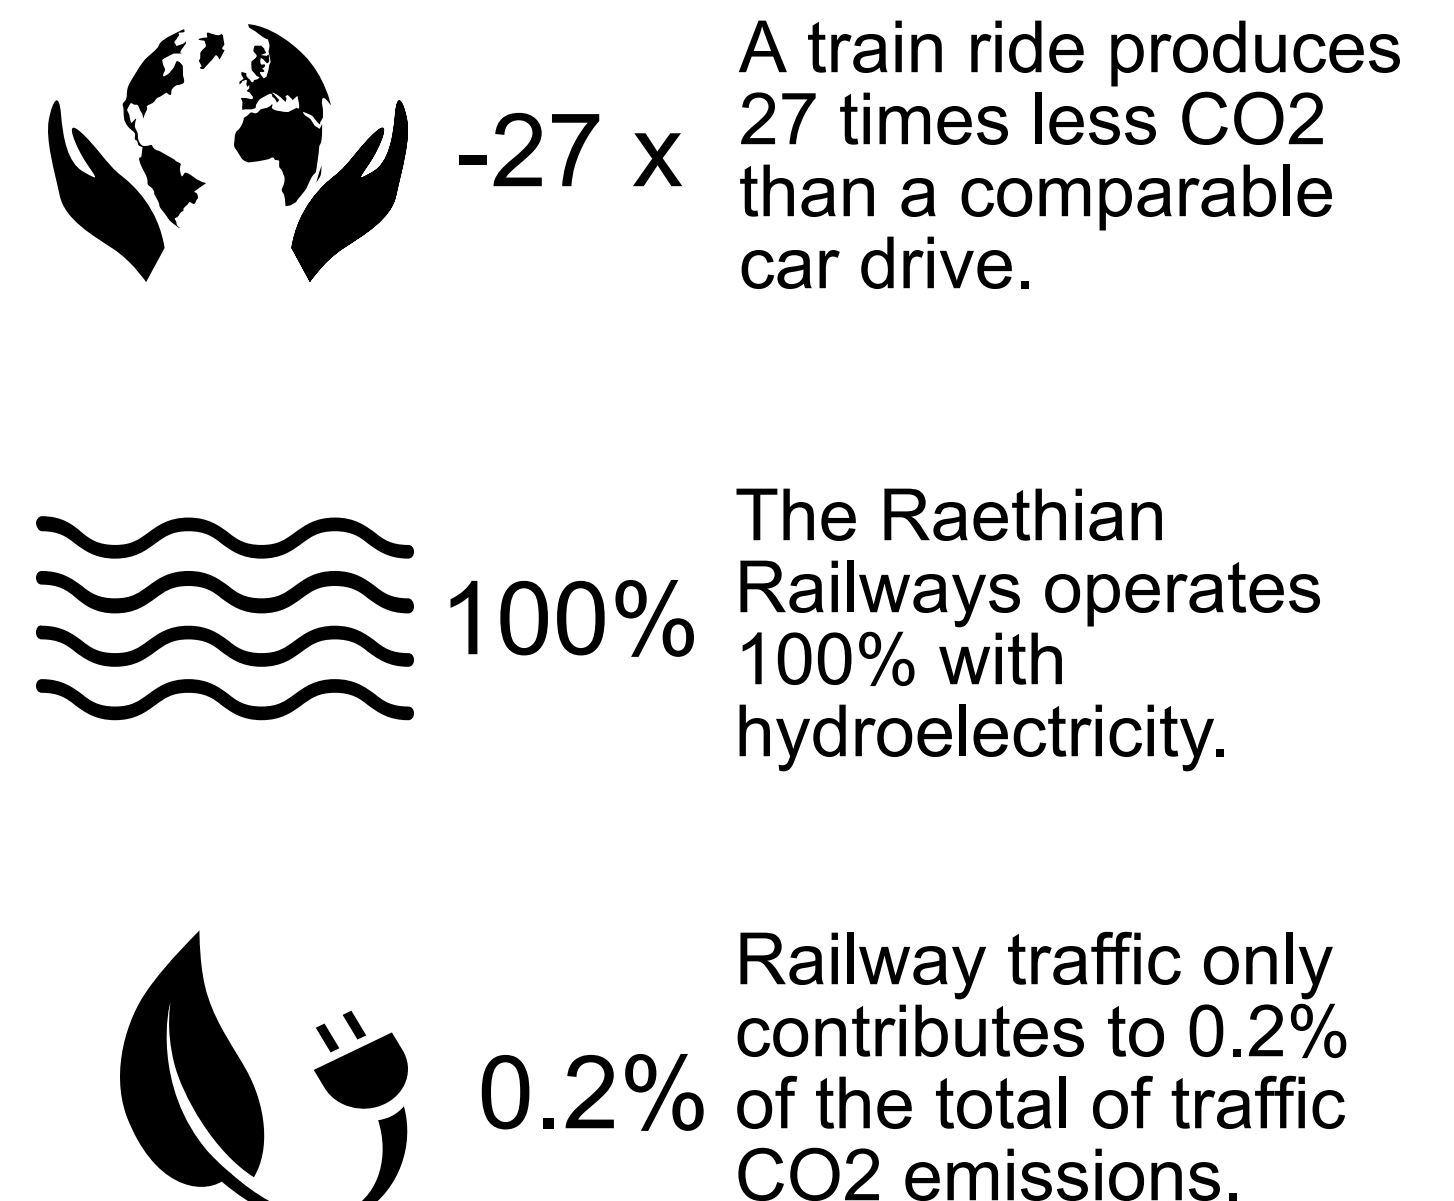 -27 x
A train ride produces
27 times less CO2
than a comparable
car drive.
100%
The Raethian
Railways operates
100% with
hydroelectricity.
0.2%
Railway traffic only
contributes to 0.2%
of the total of traffic
CO2 emissions.